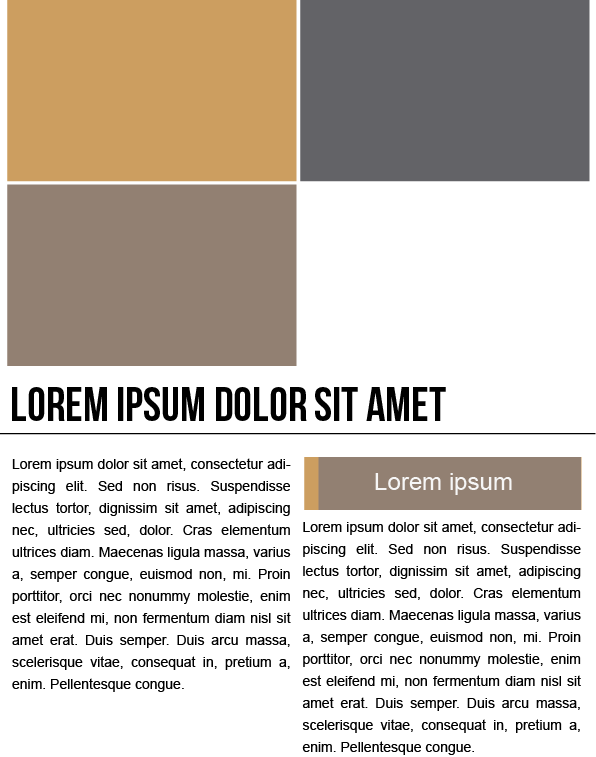 LOREM IPSUM DOLOR SIT AMET
Lorem ipsum dolor sit amet, consectetur adi-
piscing elit. Sed non risus. Suspendisse
lectus tortor, dignissim sit amet, adipiscing
nec, ultricies sed, dolor. Cras elementum
ultrices diam. Maecenas ligula massa, varius
a, semper congue, euismod non, mi. Proin
porttitor, orci nec nonummy molestie, enim
est eleifend mi, non fermentum diam nisl sit
amet erat. Duis semper. Duis arcu massa,
scelerisque vitae, consequat in, pretium a,
enim. Pellentesque congue.
Lorem ipsum
Lorem ipsum dolor sit amet, consectetur adi-
piscing elit. Sed non risus. Suspendisse
lectus tortor, dignissim sit amet, adipiscing
nec, ultricies sed, dolor. Cras elementum
ultrices diam. Maecenas ligula massa, varius
a, semper congue, euismod non, mi. Proin
porttitor, orci nec nonummy molestie, enim
est eleifend mi, non fermentum diam nisl sit
amet erat. Duis semper. Duis arcu massa,
scelerisque vitae, consequat in, pretium a,
enim. Pellentesque congue.